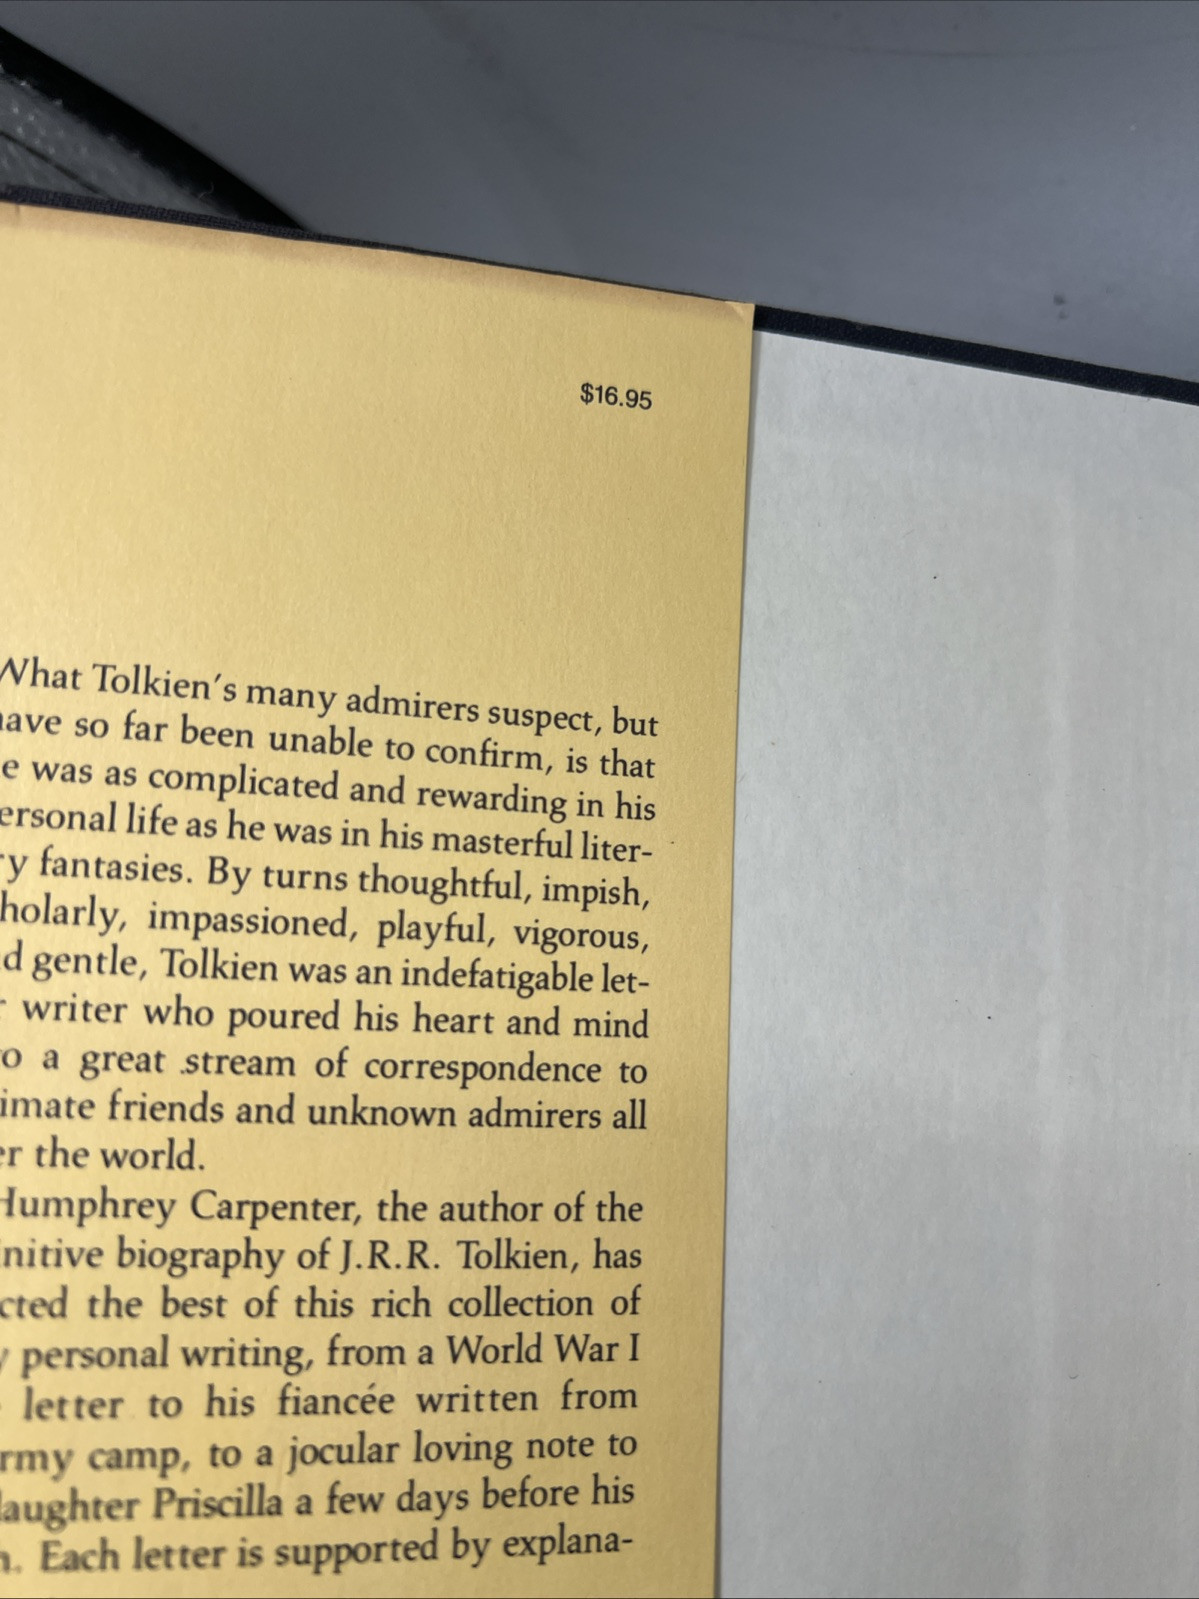 $16.95
What Tolkien's many admirers suspect, but
have so far been unable to confirm, is that
e was as complicated and rewarding in his
ersonal life as he was in his masterful liter-
ry fantasies. By turns thoughtful, impish,
holarly, impassioned, playful, vigorous,
d gentle, Tolkien was an indefatigable let-
r writer who poured his heart and mind
o a great stream of correspondence to
imate friends and unknown admirers all
er the world.
Humphrey Carpenter, the author of the
nitive biography of J.R.R. Tolkien, has
cted the best of this rich collection of
y personal writing, from a World War I
letter to his fiancée written from
rmy camp, to a jocular loving note to
daughter Priscilla a few days before his
h. Each letter is supported by explana-